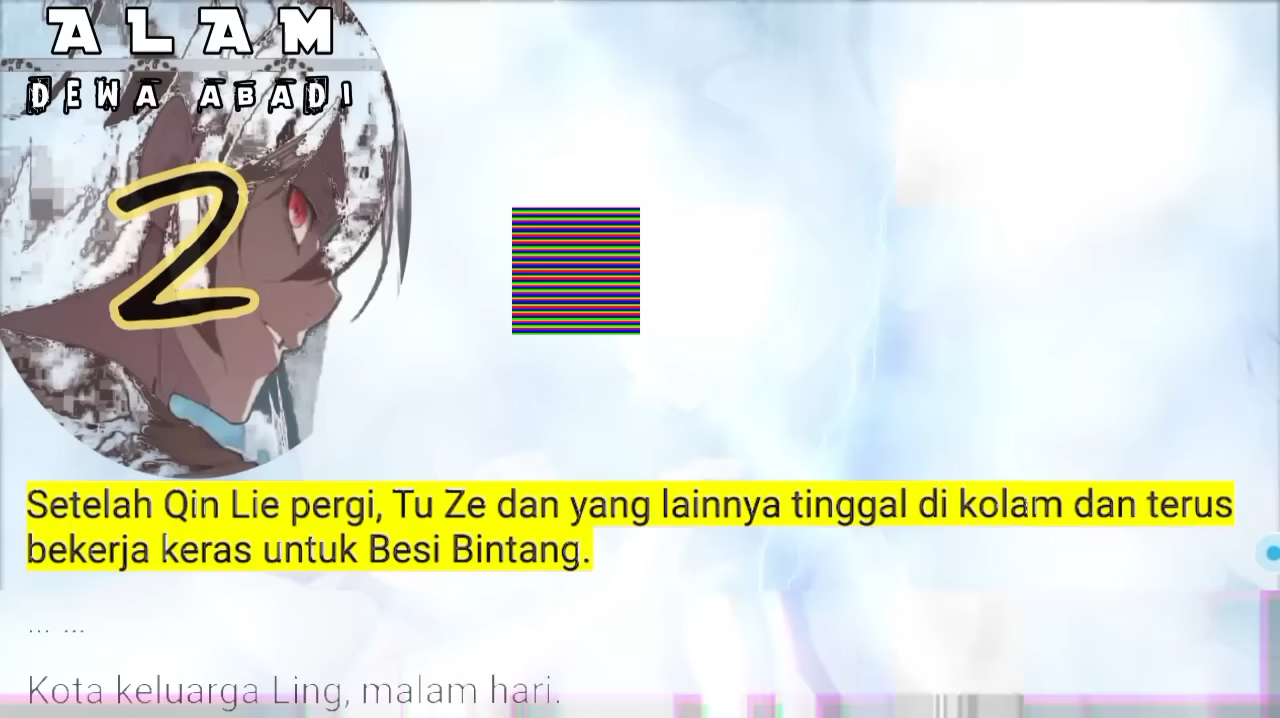 ALAM
DEWA ABADI
2
Setelah Qin Lie pergi, Tu Ze dan yang lainnya tinggal di kolam dan terus
bekerja keras untuk Besi Bintang.
... ...
Kota keluarga Ling, malam hari.